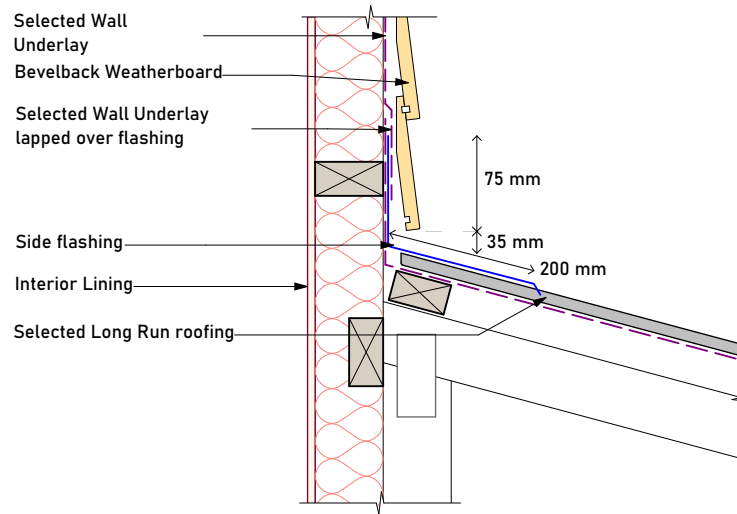 Selected Wall
Underlay
Bevelback Weatherboard
Selected Wall Underlay
lapped over flashing
75 mm
Side flashing
35 mm
200 mm
Interior Lining
Selected Long Run roofing